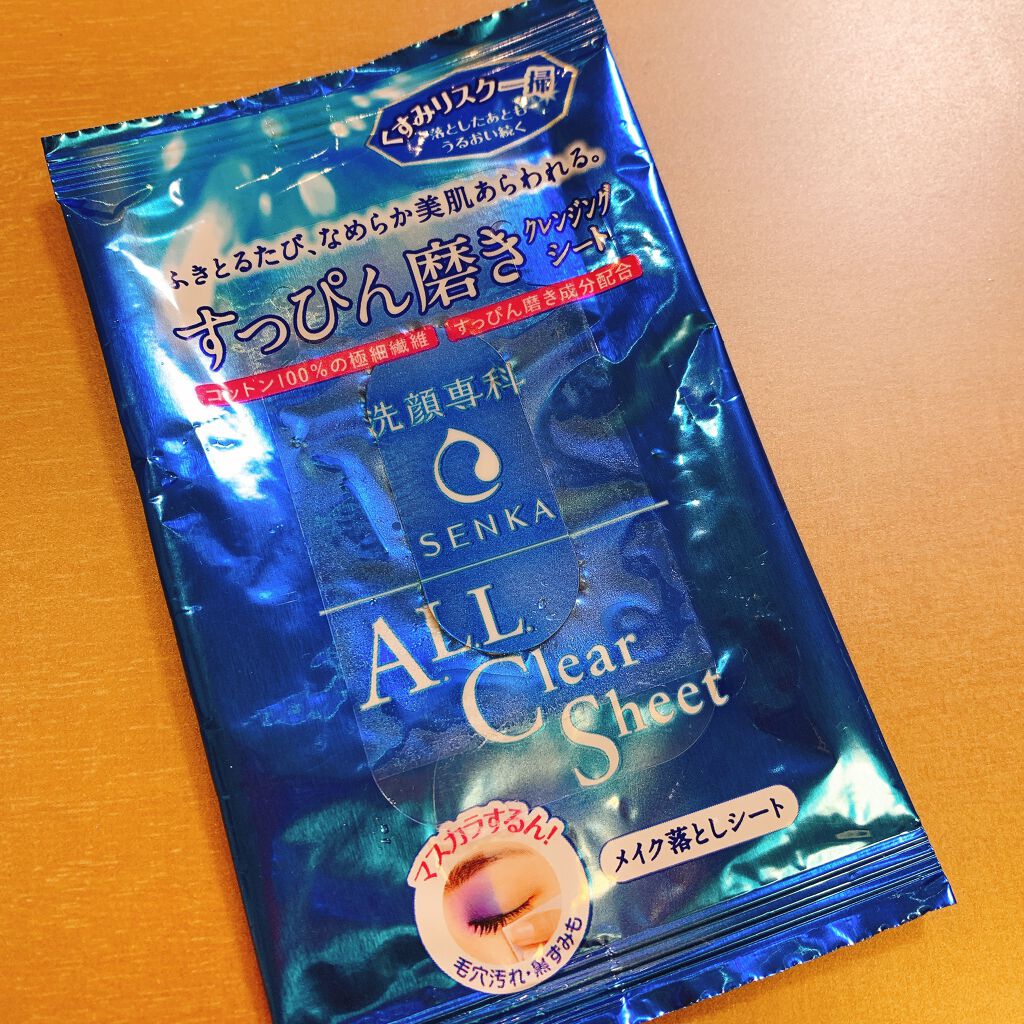 くすみリスク一掃
落としたあとも
うるおい続く
ふきとるたび、なめらか美肌あらわれる。
すっぴん磨き
クレンジング
シート
コットン100%の極細繊維
すっぴん磨き成分配合
洗顔専科
SENKA
A.L.L.
Clear
Sheet
マスカラするん!
毛穴汚れ・黒ずみも
メイク落としシート